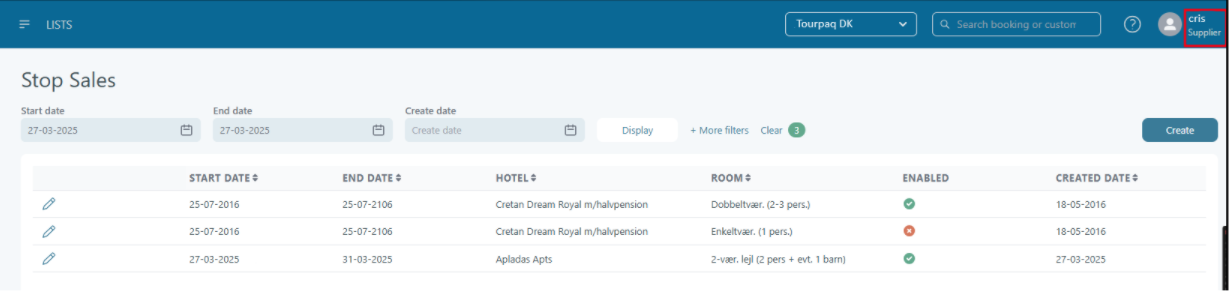 LISTS
Tourpaq DK
Search booking or custom
cris
Supplier
Stop Sales
Start date End date Create date
27-03-2025 27-03-2025 Create date Display + More filters Clear 3 Create
START DATE END DATE HOTEL ROOM ENABLED CREATED DATE
25-07-2016 25-07-2106 Cretan Dream Royal m/halvpension Dobbeltvær. (2-3 pers.) 18-05-2016
25-07-2016 25-07-2106 Cretan Dream Royal m/halvpension Enkeltvær. (1 pers.) 18-05-2016
27-03-2025 31-03-2025 Apladas Apts 2-vær. lejl (2 pers + evt. 1 barn) 27-03-2025